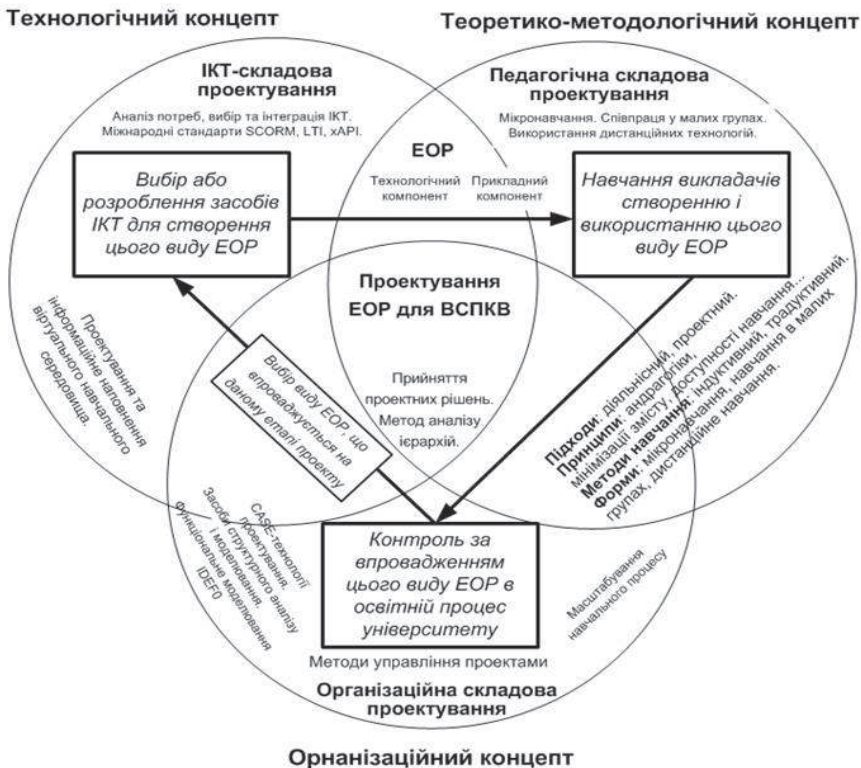 Технологічний концепт
Теоретико-методологічний концепт
ІКТ-складова
проектування
Аналіз потреб, вибір та інтеграція ІКТ.
Міжнародні стандарти SCORM, LTI, xAPI.
Педагогічна складова
проектування
Мікронавчання. Співпраця у малих групах.
Використання дистанційних технологій.
ЕОР
Технологічний
компонент
Прикладний
компонент
Вибір або
розроблення засобів
ІКТ для створення
цього виду ЕОР
Навчання викладачів
створенню і
використанню цього
виду ЕОР
Проектування
ЕОР для ВСПКВ
Проектування та
інформаційне наповнення
віртуального навчального
середовища.
Вибір виду ЕОР, що
впроваджується на
даному етапі проекту
Прийняття
проектних рішень.
Метод аналізу
ієрархій.
Підходи: діяльнісний, проектний.
Принципи: андрагогіки,
мінімізації змісту, доступності навчання...
Методи навчання: індуктивний, традуктивний.
Форми: мікронавчання, навчання в малих
групах, дистанційне навчання.
CASE-технології
проектування.
Засоби структурного аналізу
і моделювання.
Функціональне моделювання
IDEF0
Контроль за
впровадженням
цього виду ЕОР в
освітній процес
університету
Масштабування
навчального процесу
Методи управління проектами
Організаційна складова
проектування
Орнанізаційний концепт